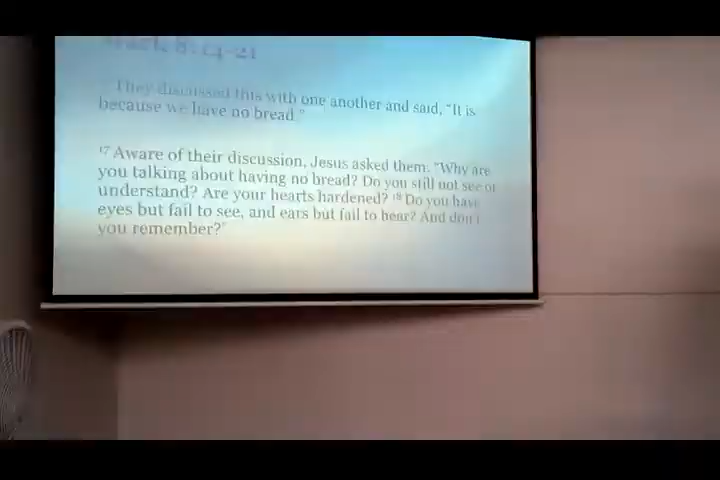 Mark 8:14-21
They discussed this with one another and said, "It is
because we have no bread."
17 Aware of their discussion, Jesus asked them: "Why are
you talking about having no bread? Do you still not see or
understand? Are your hearts hardened? 18 Do you have
eyes but fail to see, and ears but fail to hear? And don't
you remember?"